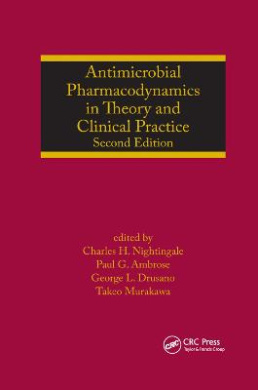 Antimicrobial
Pharmacodynamics
in Theory and
Clinical Practice
Second Edition
edited by
Charles H. Nightingale
Paul G. Ambrose
George L. Drusano
Takeo Murakawa
CRC Press
Taylor & Francis Group